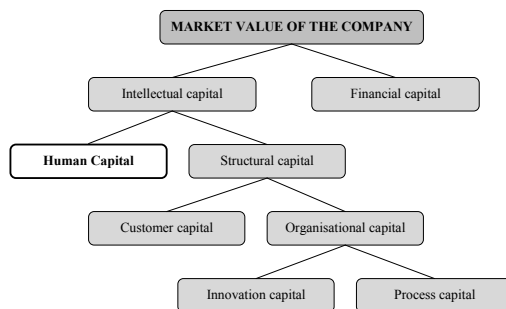 MARKET VALUE OF THE COMPANY
Intellectual capital
Financial capital
Human Capital
Structural capital
Customer capital
Organisational capital
Innovation capital
Process capital